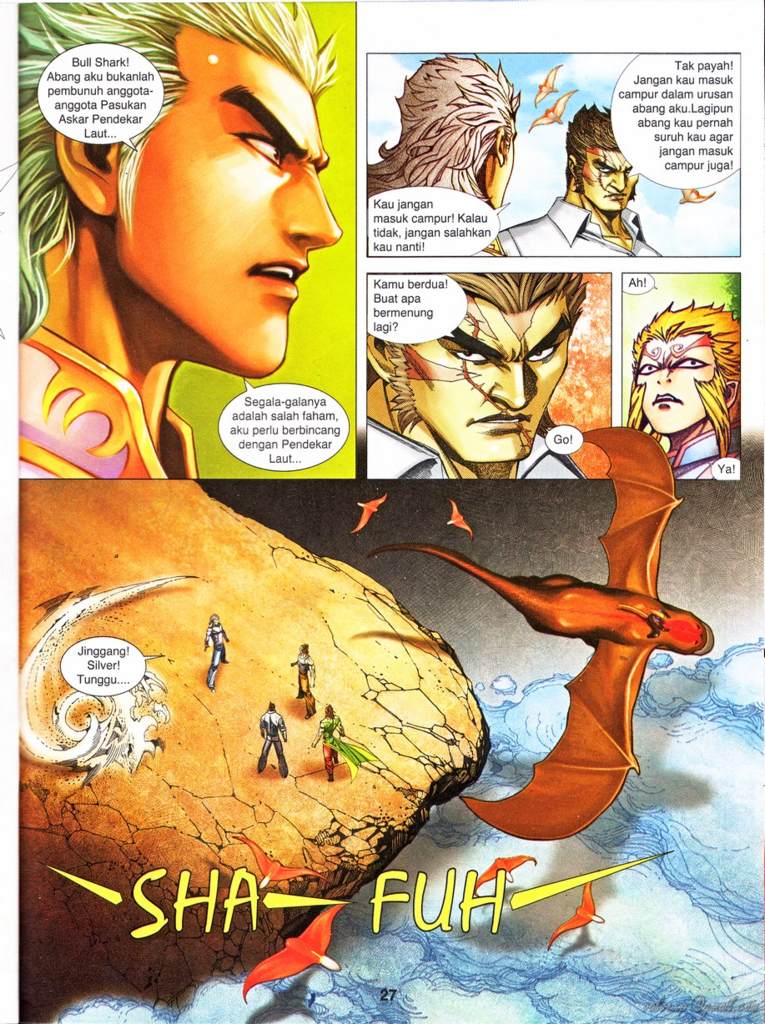 Bull Shark!
Abang aku bukanlah
pembunuh anggota-
anggota Pasukan
Askar Pendekar
Laut...
Segala-galanya
adalah salah faham,
aku perlu berbincang
dengan Pendekar
Laut...
Tak payah!
Jangan kau masuk
campur dalam urusan
abang aku.Lagipun
abang kau pernah
suruh kau agar
jangan masuk
campur juga!
Kau jangan
masuk campur! Kalau
tidak, jangan salahkan
kau nanti!
Kamu berdua!
Buat apa
bermenung
lagi?
Go!
Ah!
Ya!
Jinggang!
Silver!
Tunggu....
SHA FUH
27